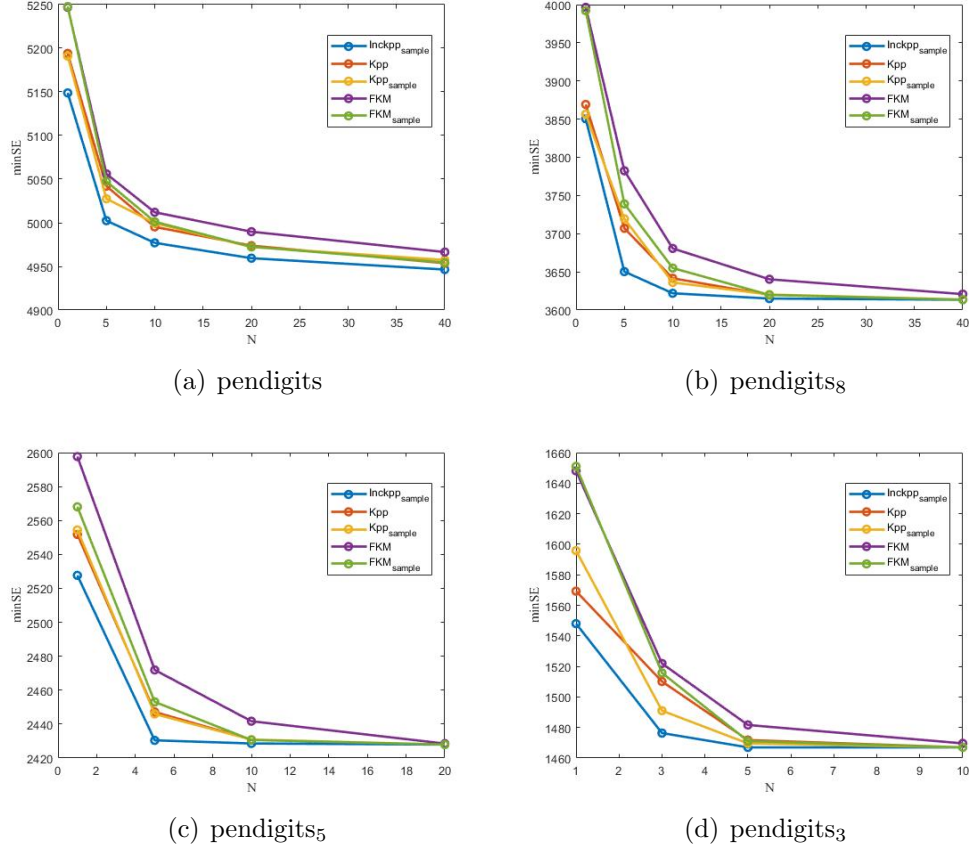 5250
5200
5150
5100
5050
5000
4950
4900
minSE
0 5 10 15 20 25 30 35 40
N
Inckpp_sample
Kpp
Kpp_sample
FKM
FKM_sample
(a) pendigits
4000
3950
3900
3850
3800
3750
3700
3650
3600
minSE
0 5 10 15 20 25 30 35 40
N
Inckpp_sample
Kpp
Kpp_sample
FKM
FKM_sample
(b) pendigits₈
2600
2580
2560
2540
2520
2500
2480
2460
2440
2420
minSE
0 2 4 6 8 10 12 14 16 18 20
N
Inckpp_sample
Kpp
Kpp_sample
FKM
FKM_sample
(c) pendigits₅
1660
1640
1620
1600
1580
1560
1540
1520
1500
1480
1460
minSE
1 2 3 4 5 6 7 8 9 10
N
Inckpp_sample
Kpp
Kpp_sample
FKM
FKM_sample
(d) pendigits₃